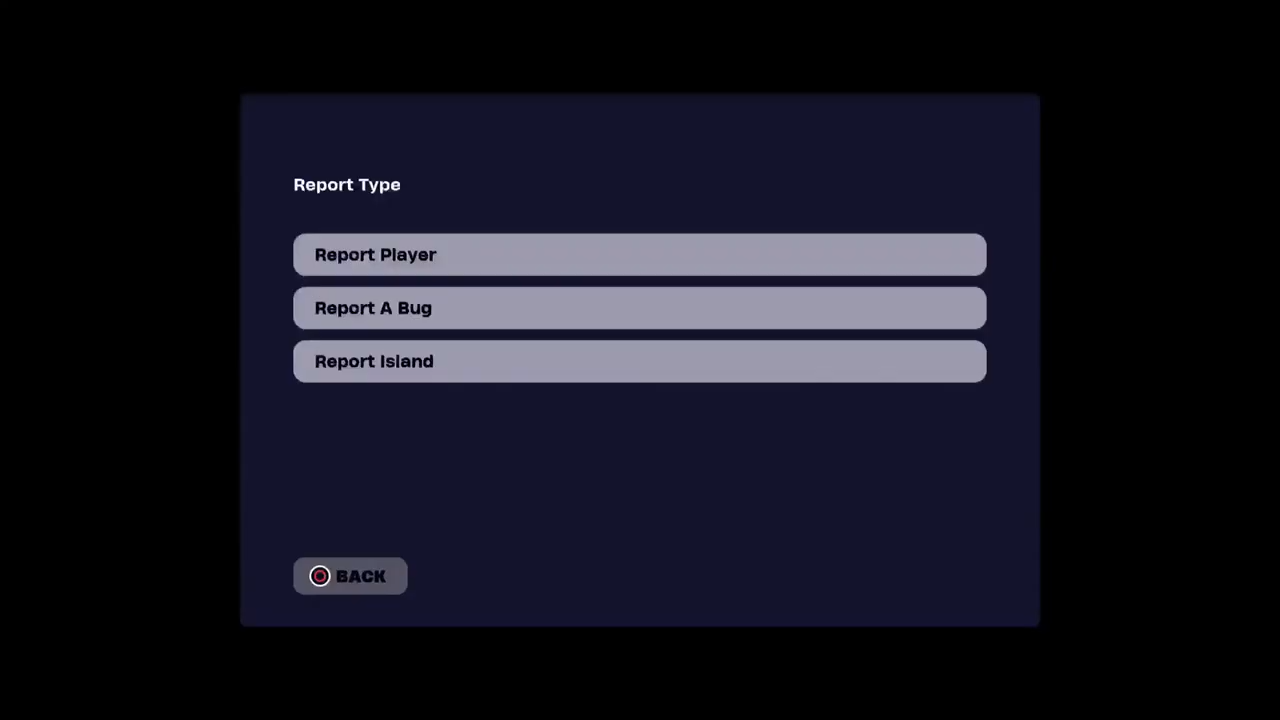 Report Type
Report Player
Report A Bug
Report Island
BACK